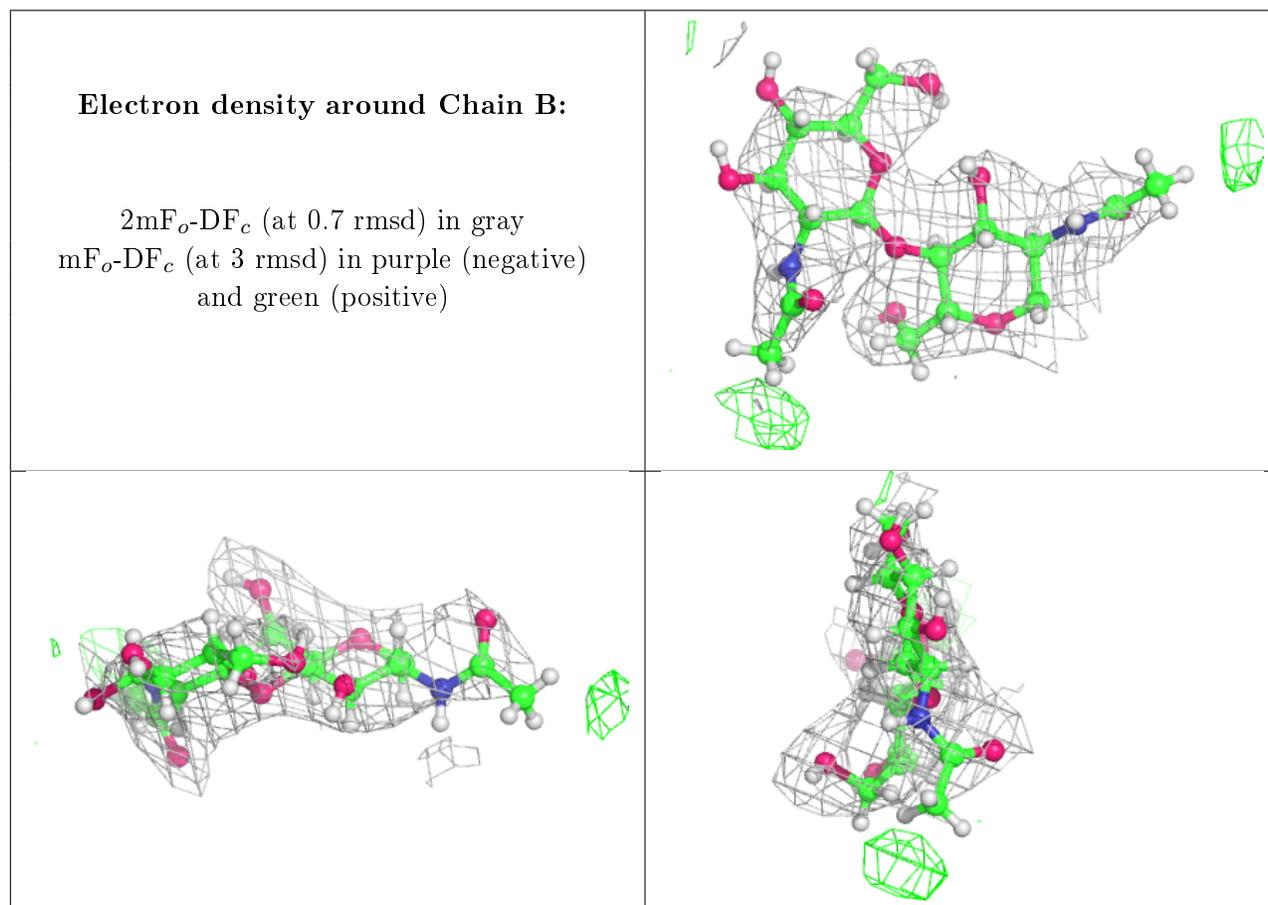 Electron density around Chain B:
2mFo-DFc (at 0.7 rmsd) in gray
mFo-DFc (at 3 rmsd) in purple (negative)
and green (positive)